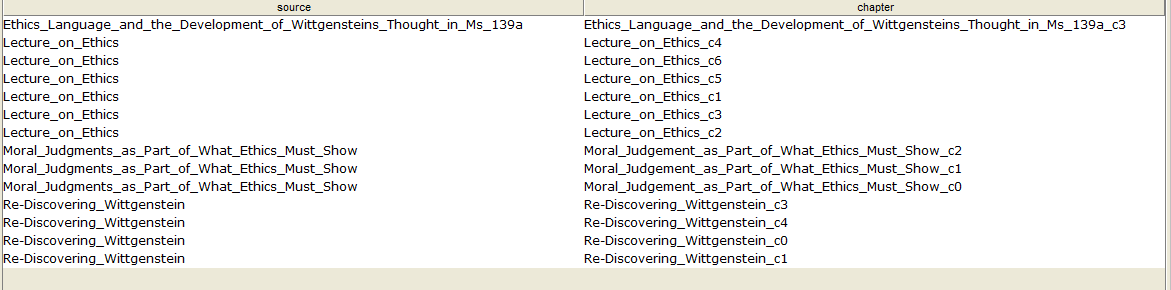 source chapter
Ethics_Language_and_the_Development_of_Wittgensteins_Thought_in_Ms_139a Ethics_Language_and_the_Development_of_Wittgensteins_Thought_in_Ms_139a_c3
Lecture_on_Ethics Lecture_on_Ethics_c4
Lecture_on_Ethics Lecture_on_Ethics_c6
Lecture_on_Ethics Lecture_on_Ethics_c5
Lecture_on_Ethics Lecture_on_Ethics_c1
Lecture_on_Ethics Lecture_on_Ethics_c3
Lecture_on_Ethics Lecture_on_Ethics_c2
Moral_Judgments_as_Part_of_What_Ethics_Must_Show Moral_Judgement_as_Part_of_What_Ethics_Must_Show_c2
Moral_Judgments_as_Part_of_What_Ethics_Must_Show Moral_Judgement_as_Part_of_What_Ethics_Must_Show_c1
Moral_Judgments_as_Part_of_What_Ethics_Must_Show Moral_Judgement_as_Part_of_What_Ethics_Must_Show_c0
Re-Discovering_Wittgenstein Re-Discovering_Wittgenstein_c3
Re-Discovering_Wittgenstein Re-Discovering_Wittgenstein_c4
Re-Discovering_Wittgenstein Re-Discovering_Wittgenstein_c0
Re-Discovering_Wittgenstein Re-Discovering_Wittgenstein_c1